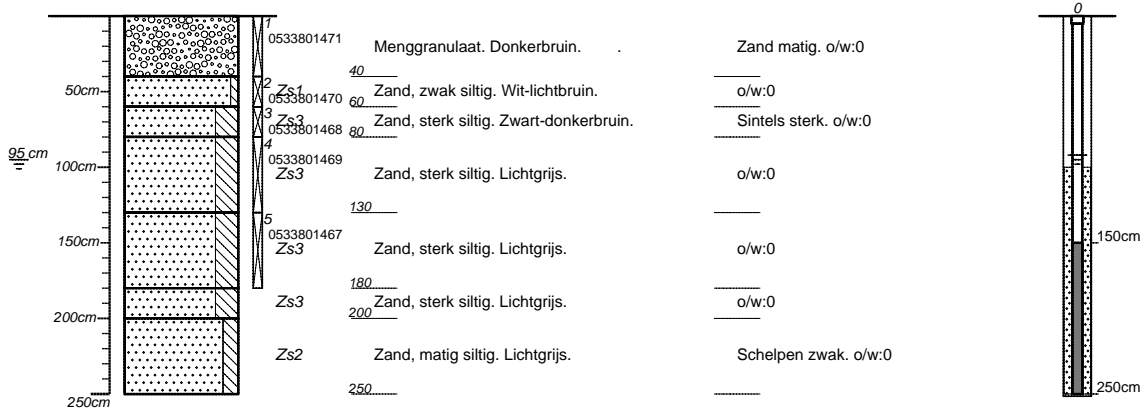 0
1
0533801471
Menggranulaat. Donkerbruin. .
Zand matig. o/w:0
40
50cm
2
Zs1
0533801470
Zand, zwak siltig. Wit-lichtbruin.
o/w:0
60
3
Zs3
0533801468
Zand, sterk siltig. Zwart-donkerbruin.
Sintels sterk. o/w:0
80
4
0533801469
95 cm
100cm
Zs3
Zand, sterk siltig. Lichtgrijs.
o/w:0
130
5
0533801467
150cm
Zs3
Zand, sterk siltig. Lichtgrijs.
o/w:0
150cm
180
Zs3
Zand, sterk siltig. Lichtgrijs.
o/w:0
200cm
200
Zs2
Zand, matig siltig. Lichtgrijs.
Schelpen zwak. o/w:0
250
250cm
250cm